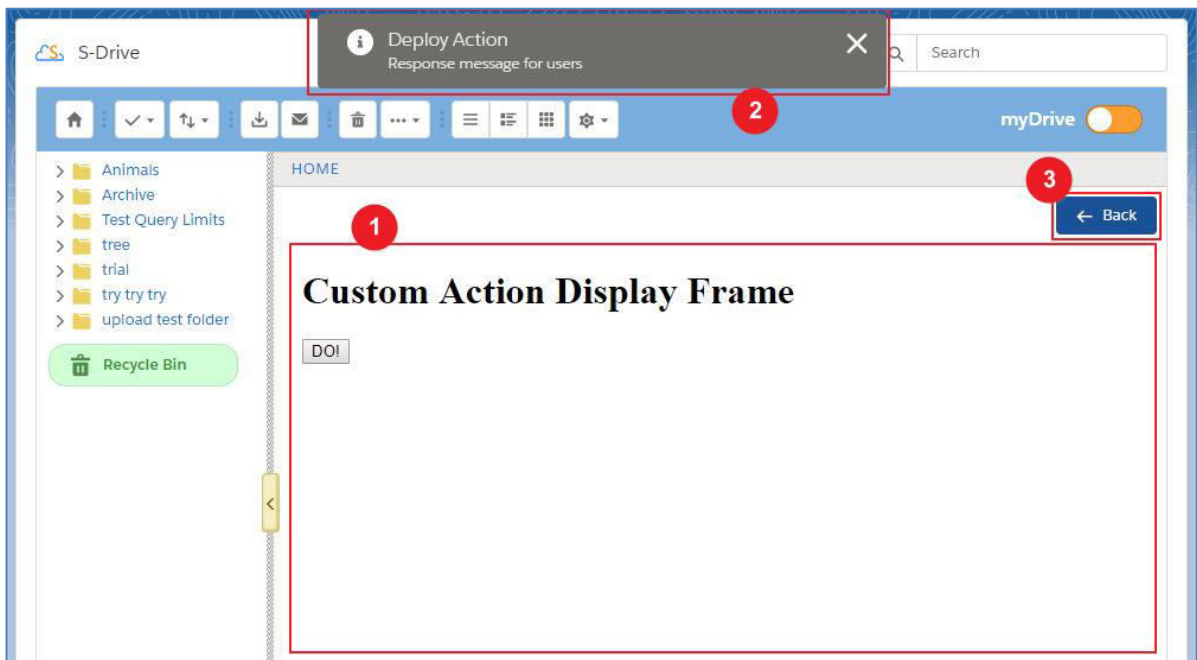 S-Drive
Deploy Action
Response message for users
Search
2
myDrive
Animals
Archive
Test Query Limits
tree
trial
try try try
upload test folder
Recycle Bin
HOME
3
← Back
1
Custom Action Display Frame
DO!